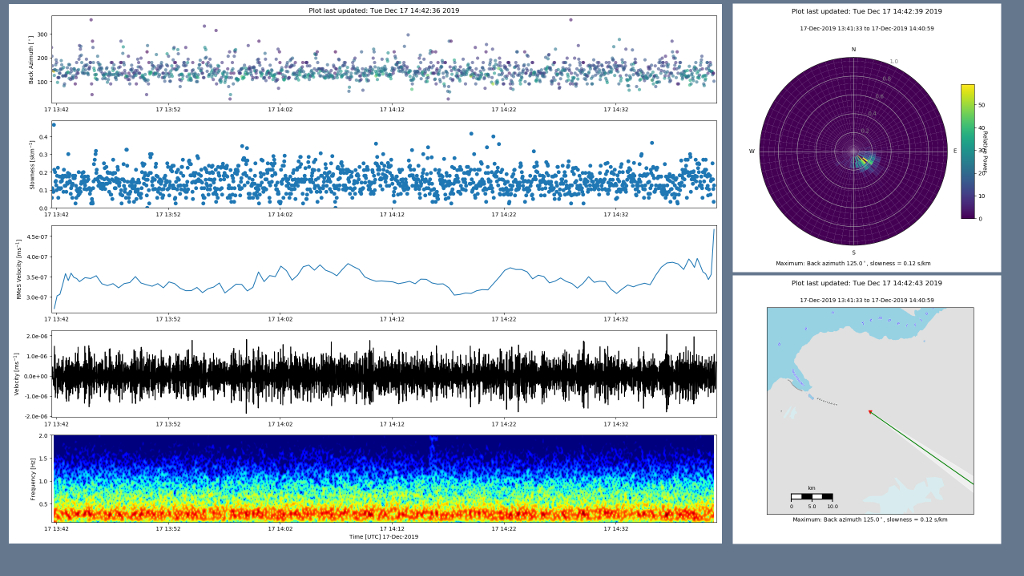 Plot last updated: Tue Dec 17 14:42:36 2019
Back Azimuth [°]
300
200
100
17 13:42 17 13:52 17 14:02 17 14:12 17 14:22 17 14:32
Slowness [skm⁻¹]
0.4
0.3
0.2
0.1
0.0
17 13:42 17 13:52 17 14:02 17 14:12 17 14:22 17 14:32
RMeS Velocity [ms⁻¹]
4.5e-07
4.0e-07
3.5e-07
3.0e-07
17 13:42 17 13:52 17 14:02 17 14:12 17 14:22 17 14:32
Velocity [ms⁻¹]
2.0e-06
1.0e-06
0.0e+00
-1.0e-06
-2.0e-06
17 13:42 17 13:52 17 14:02 17 14:12 17 14:22 17 14:32
Frequency [Hz]
2.0
1.5
1.0
0.5
17 13:42 17 13:52 17 14:02 17 14:12 17 14:22 17 14:32
Time [UTC] 17-Dec-2019
Plot last updated: Tue Dec 17 14:42:39 2019
17-Dec-2019 13:41:33 to 17-Dec-2019 14:40:59
N
1.0
0.8
0.6
0.4
0.2
W
E
S
50
40
30
20
10
0
Relative Power
Maximum: Back azimuth 125.0°, slowness = 0.12 s/km
Plot last updated: Tue Dec 17 14:42:43 2019
17-Dec-2019 13:41:33 to 17-Dec-2019 14:40:59
km
0 5.0 10.0
Maximum: Back azimuth 125.0°, slowness = 0.12 s/km